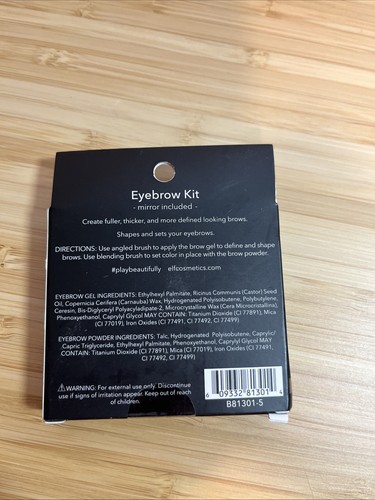 Eyebrow Kit
- mirror included -
Create fuller, thicker, and more defined looking brows.
Shapes and sets your eyebrows.
DIRECTIONS: Use angled brush to apply the brow gel to define and shape
brows. Use blending brush to set color in place with the brow powder.
#playbeautifully elfcosmetics.com
EYEBROW GEL INGREDIENTS: Ethylhexyl Palmitate, Ricinus Communis (Castor) Seed
Oil, Copernicia Cerifera (Carnauba) Wax, Hydrogenated Polyisobutene, Polybutylene,
Ceresin, Bis-Diglyceryl Polyacyladipate-2, Microcrystalline Wax (Cera Microcristallina),
Phenoxyethanol, Caprylyl Glycol MAY CONTAIN: Titanium Dioxide (CI 77891), Mica
(CI 77019), Iron Oxides (CI 77491, CI 77492, CI 77499)
EYEBROW POWDER INGREDIENTS: Talc, Hydrogenated Polyisobutene, Caprylic/
Capric Triglyceride, Ethylhexyl Palmitate, Phenoxyethanol, Caprylyl Glycol MAY
CONTAIN: Titanium Dioxide (CI 77891), Mica (CI 77019), Iron Oxides (CI 77491,
CI 77492, CI 77499)
⚠WARNING: For external use only. Discontinue
use if signs of irritation appear. Keep out of reach
of children.
6 09332 81301 4
B81301-5